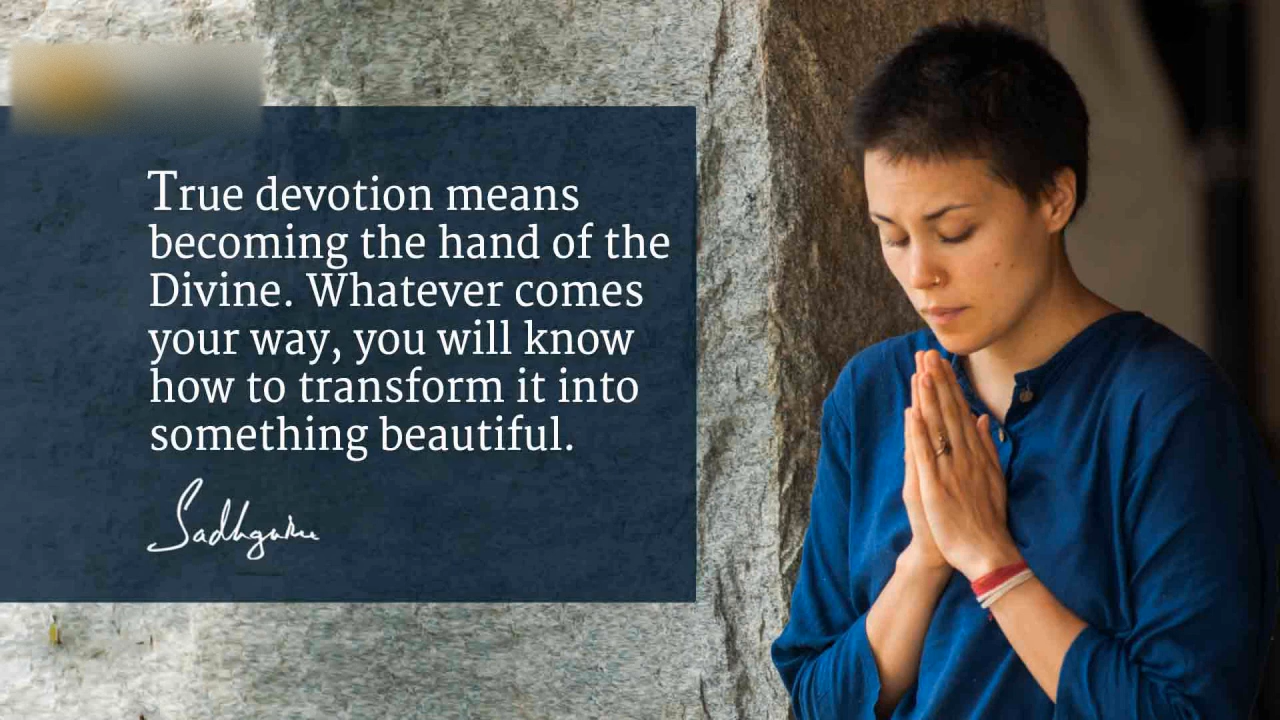 True devotion means
becoming the hand of the
Divine. Whatever comes
your way, you will know
how to transform it into
something beautiful.
Sadhguru